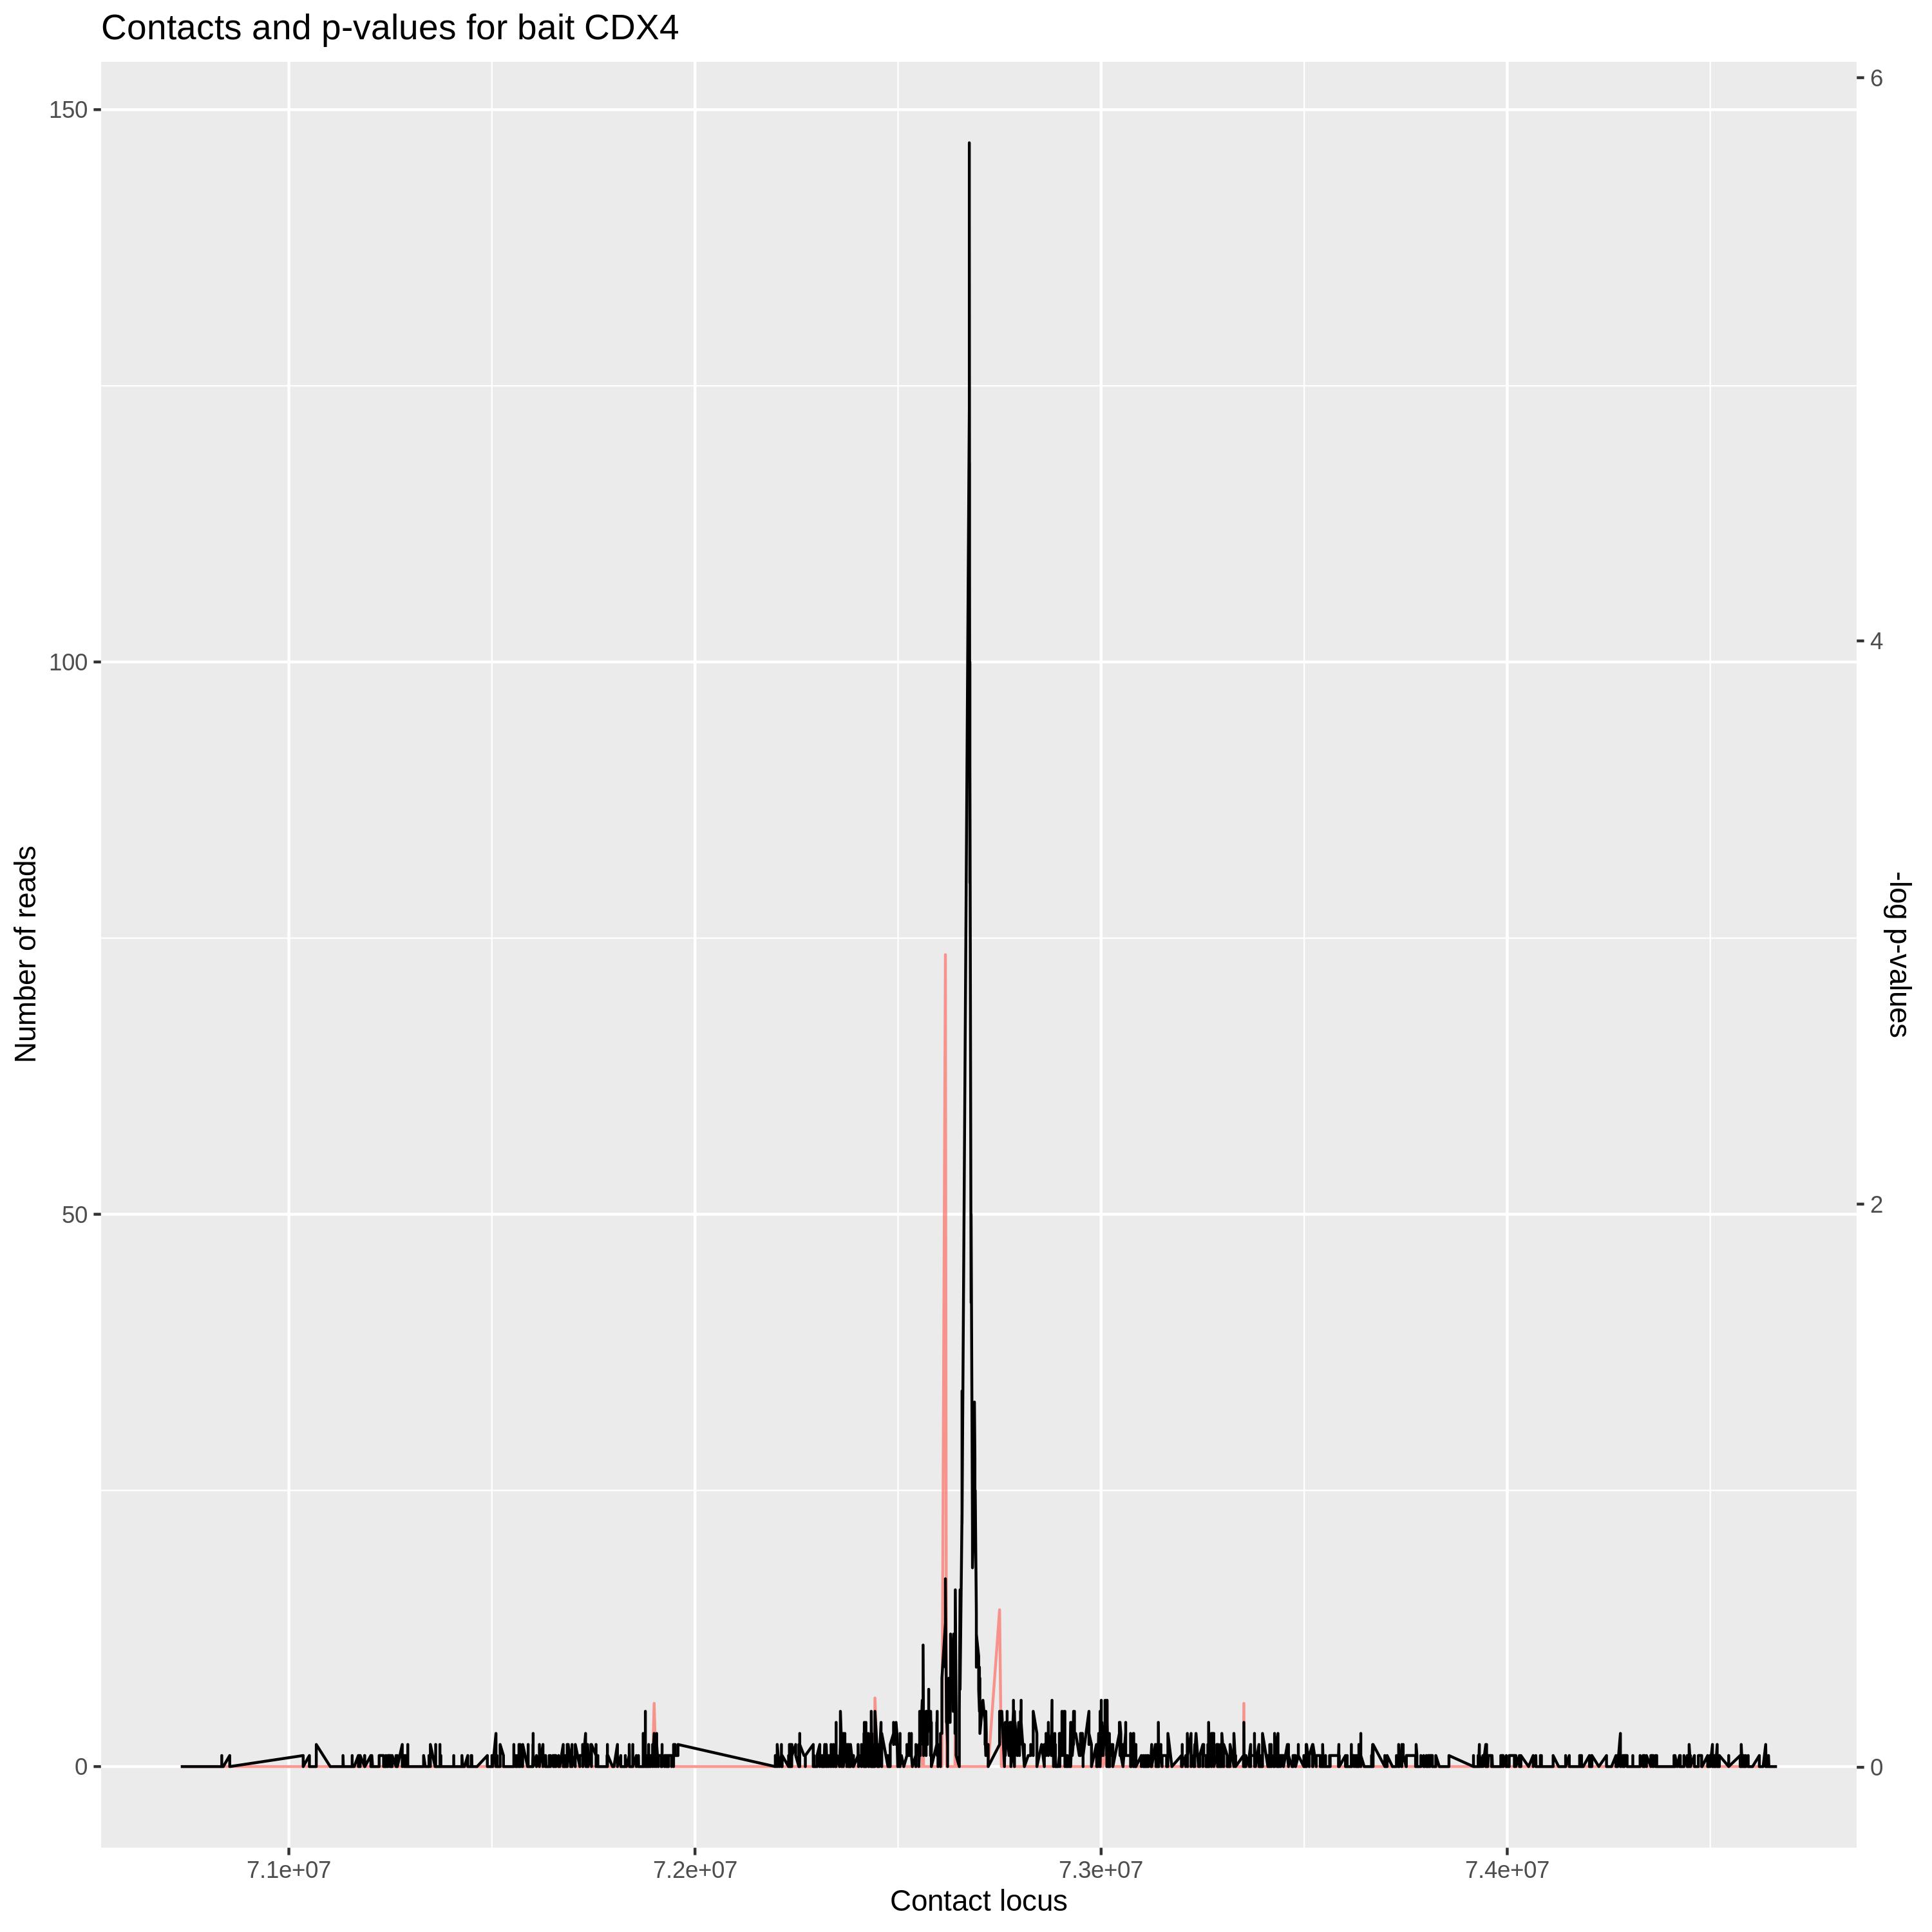 Contacts and p-values for bait CDX4
150
100
50
0
Number of reads
6
4
2
0
-log p-values
7.1e+07
7.2e+07
7.3e+07
7.4e+07
Contact locus